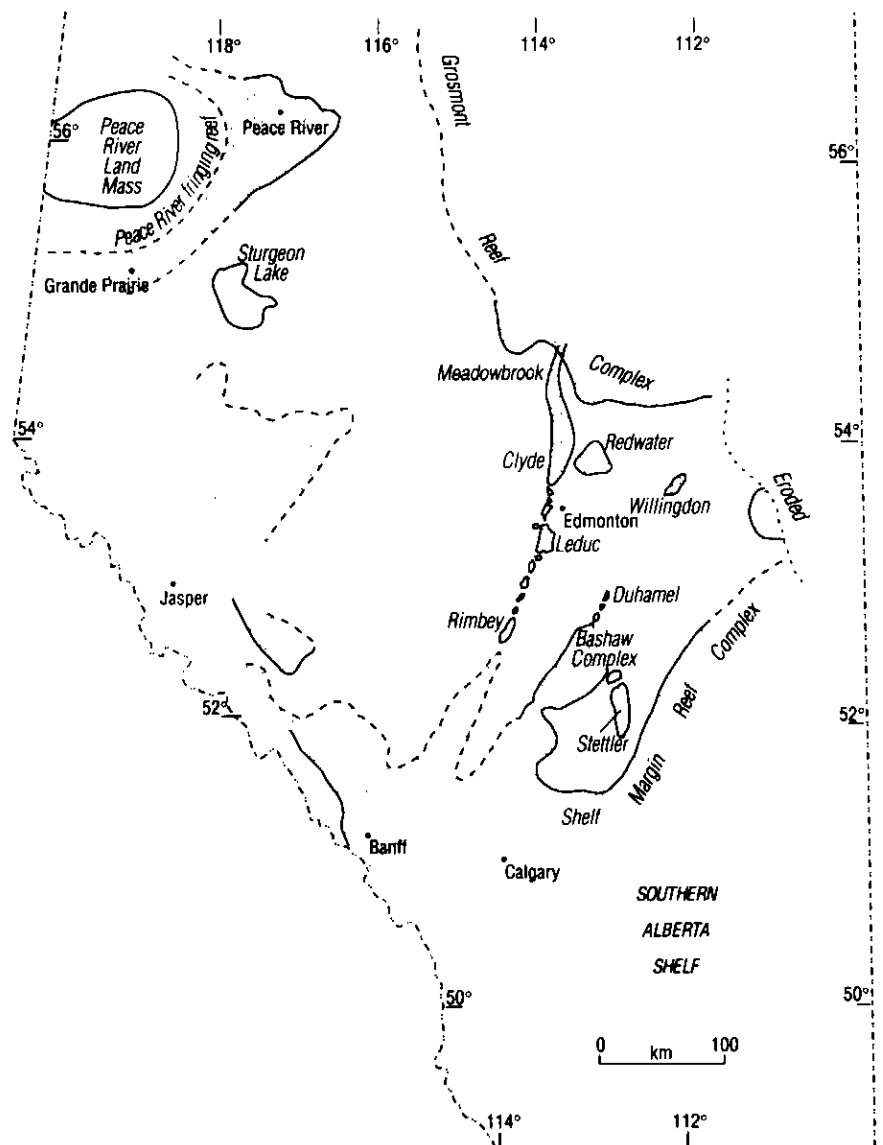 118°
116°
114°
112°
Grosmont
Peace
River
Land
Mass
56°
Peace River
Peace River fringing reef
56°
Reef
Sturgeon
Lake
Grande Prairie
Meadowbrook
Complex
54°
Clyde
Redwater
54°
Willingdon
Eroded
Edmonton
Leduc
Jasper
Duhamel
Rimbey
Bashaw
Complex
Complex
Reef
52°
52°
Stettler
Margin
Shelf
Banff
Calgary
SOUTHERN
ALBERTA
SHELF
50°
50°
0 100
km
114°
112°